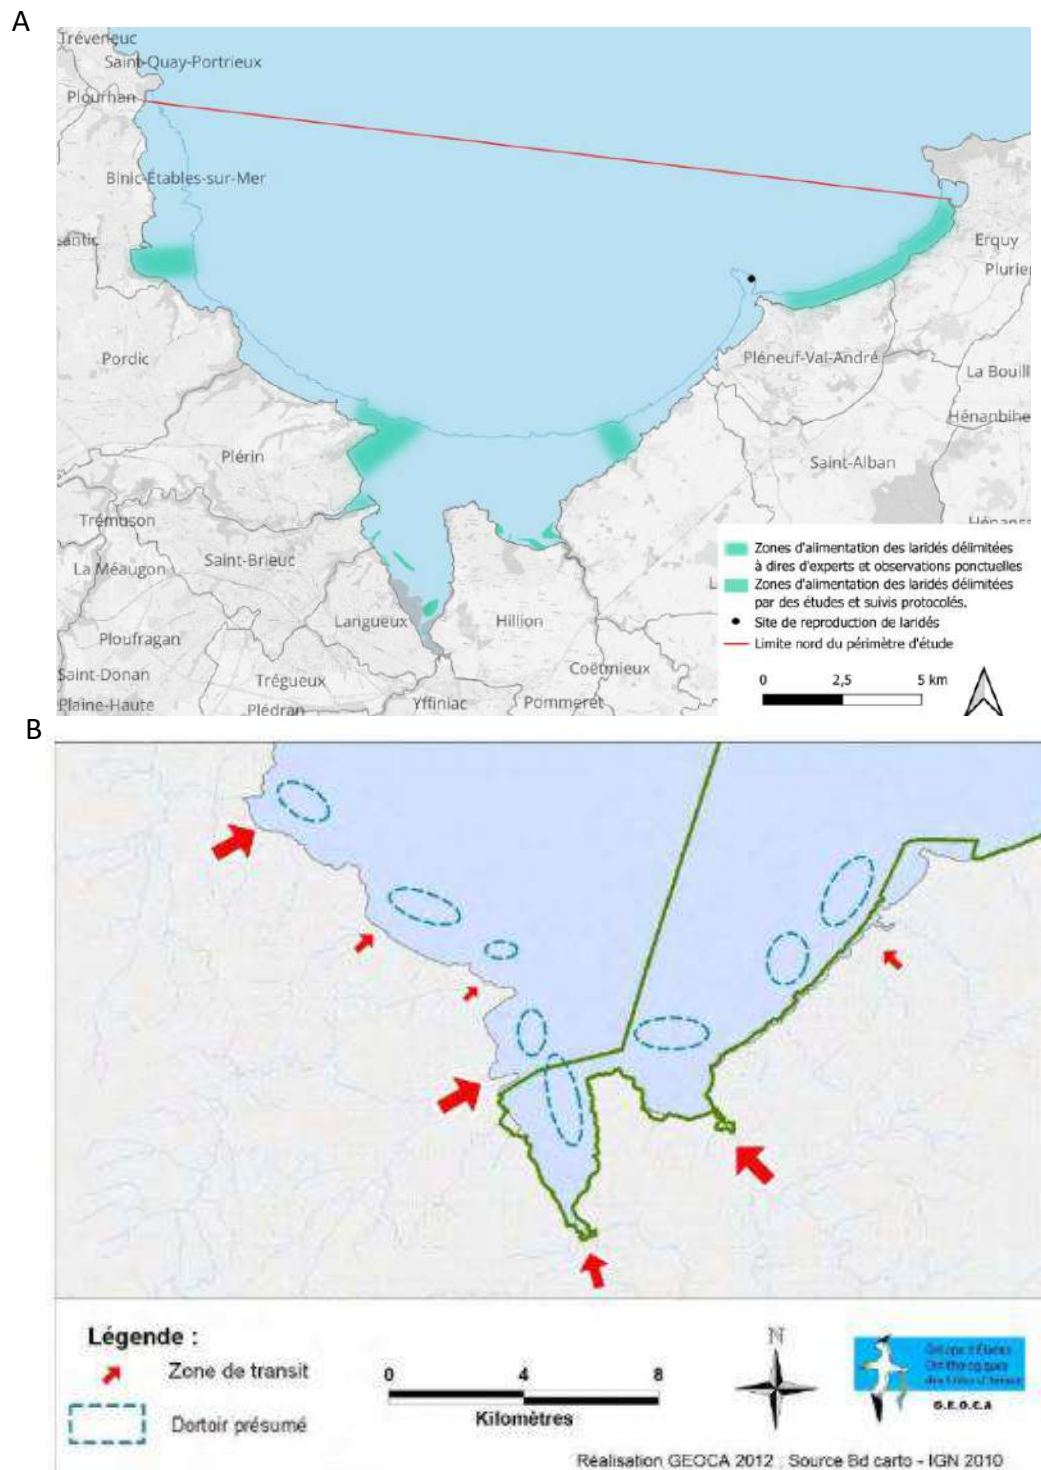 A
Tréveneuc
Saint-Quay-Portrieux
Plourhan
Binic-Étables-sur-Mer
antic
Erquy
Plurien
Pordic
Pléneuf-Val-André
La Bouill
Hénanbihe
Plérin
Saint-Alban
Trémuson
Hénansa
La Méaugon
Saint-Brieuc
Zones d'alimentation des laridés délimitées
à dires d'experts et observations ponctuelles
Zones d'alimentation des laridés délimitées
par des études et suivis protocolés.
Site de reproduction de laridés
Limite nord du périmètre d'étude
Langueux
Hillion
Ploufragan
Coëtmieux
Saint-Donan
Trégueux
Plaine-Haute
Plédran
Yffiniac
Pommeret
0 2,5 5 km
B
Légende :
Zone de transit
Dortoir présumé
0 4 8
Kilomètres
N
G.E.O.C.A
Réalisation GEOCA 2012 Source Bd carto - IGN 2010